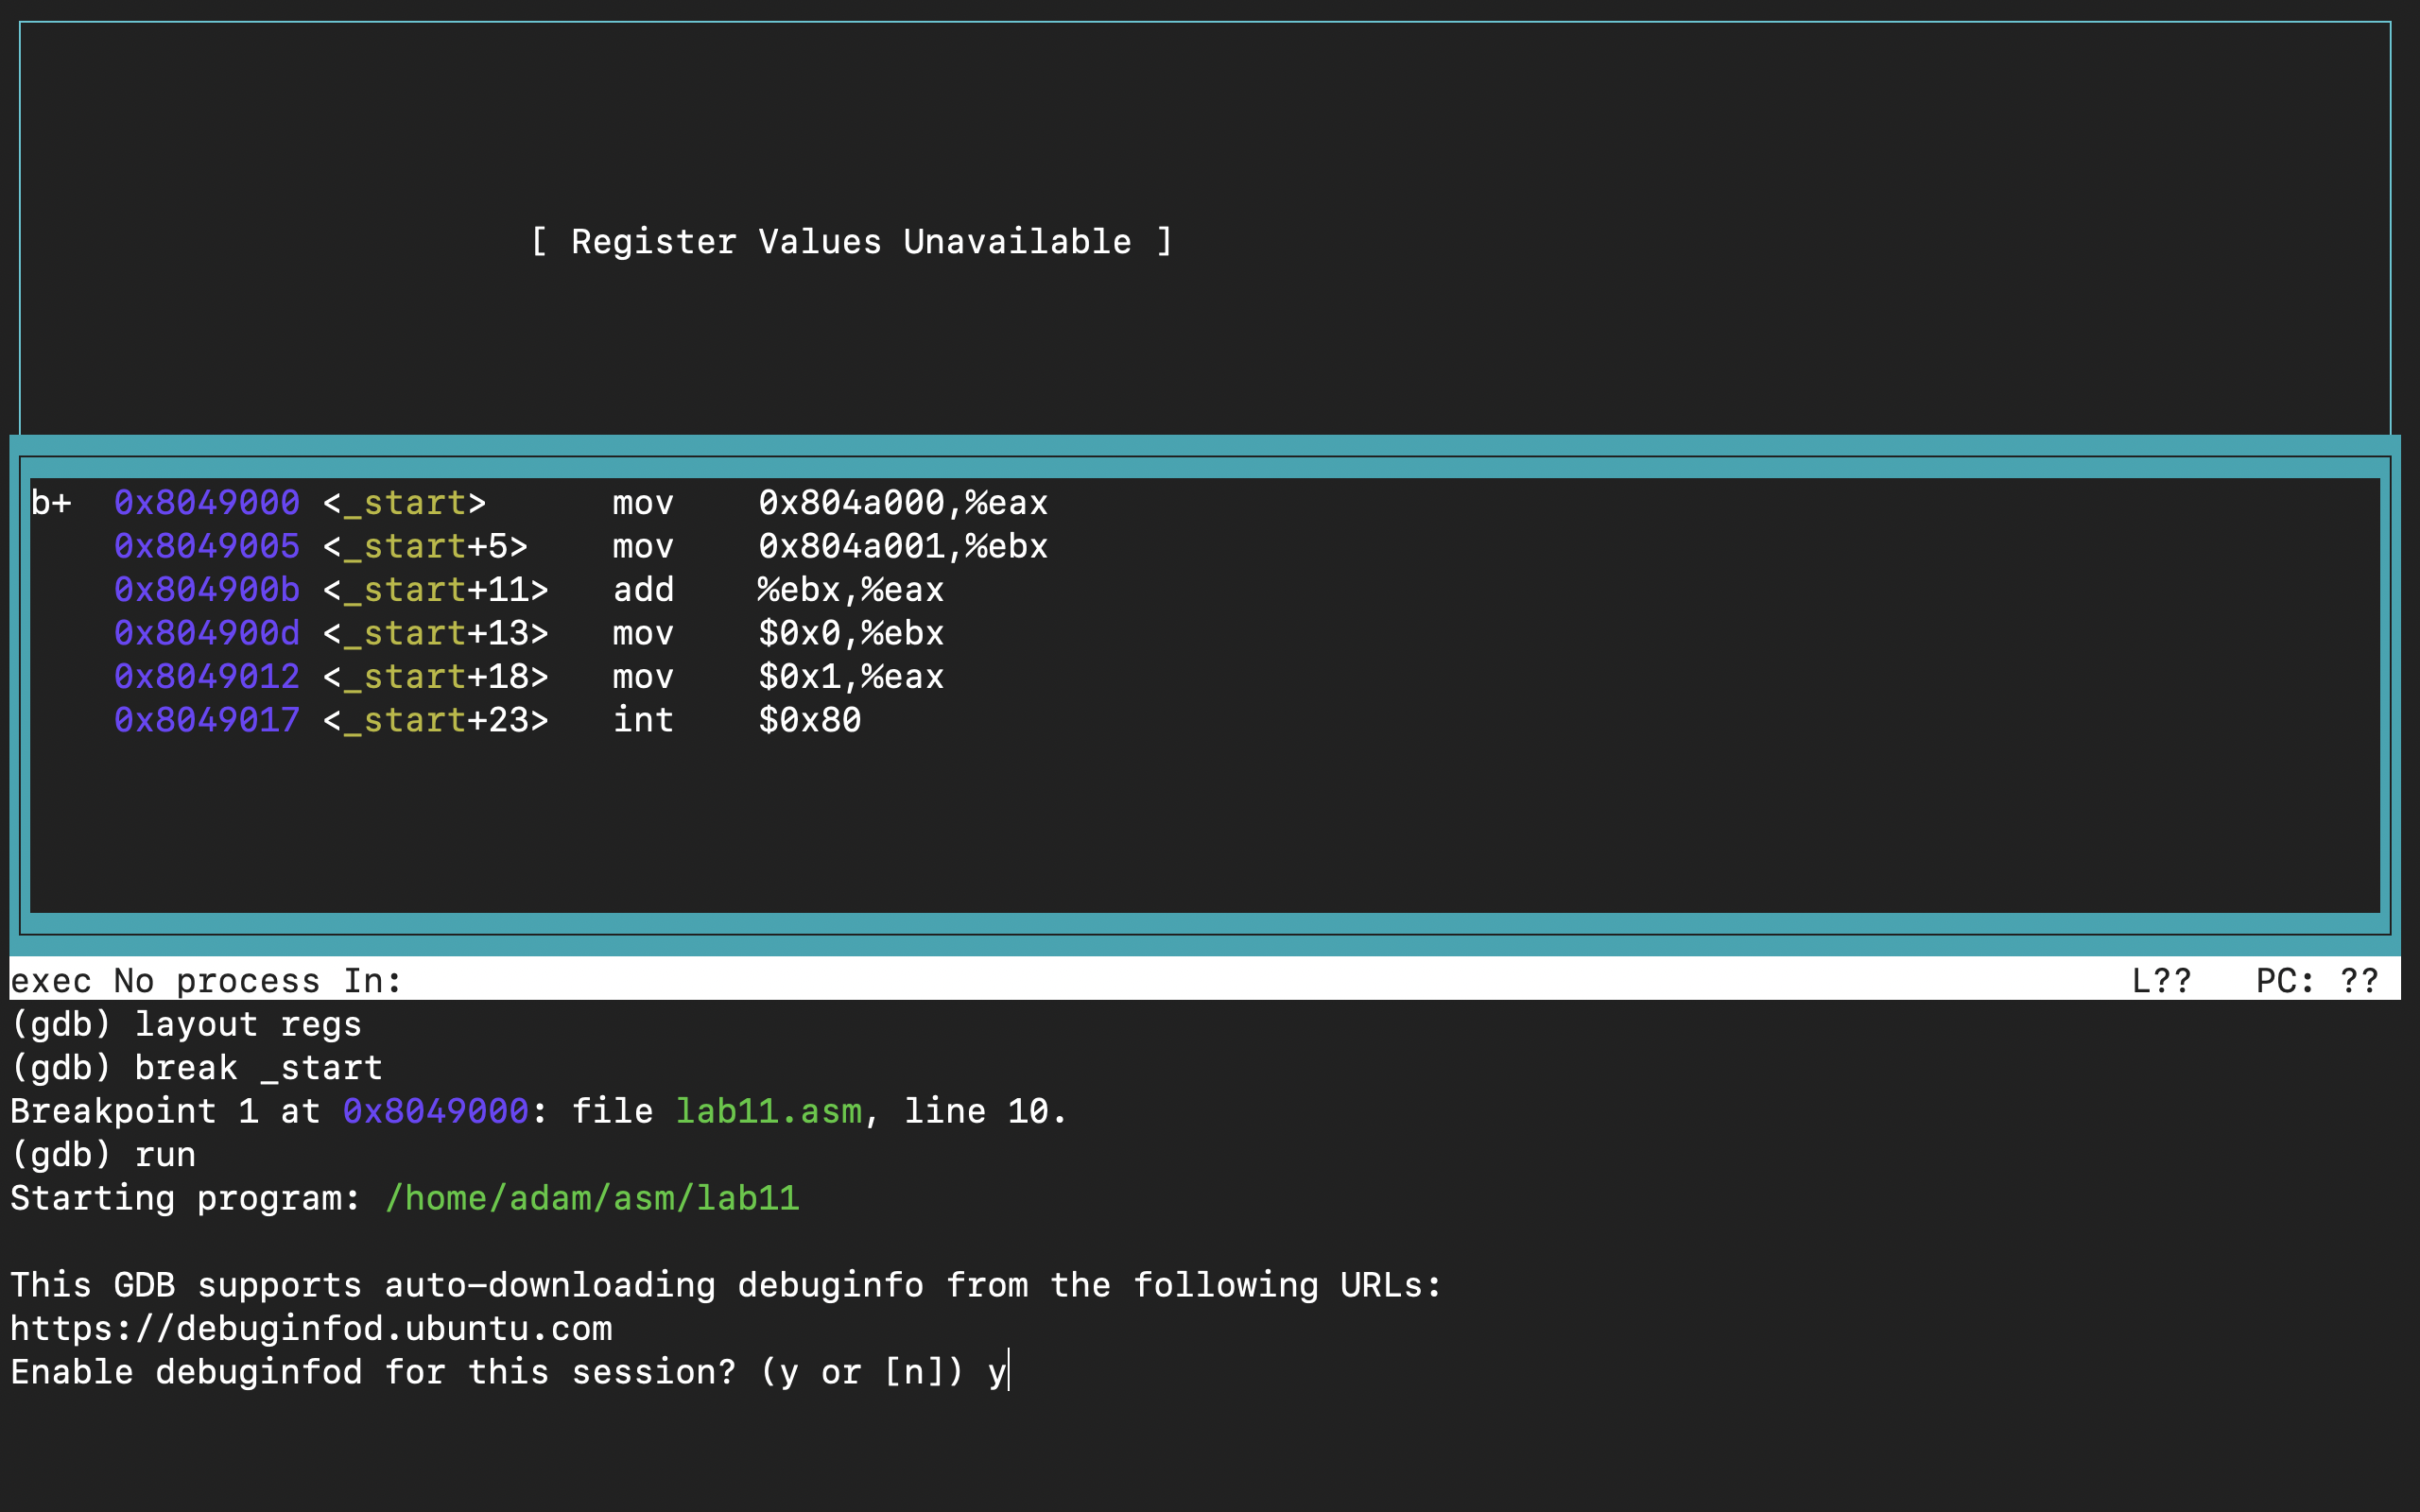 [ Register Values Unavailable ]
b+  0x8049000 <_start>      mov    0x804a000,%eax
    0x8049005 <_start+5>    mov    0x804a001,%ebx
    0x804900b <_start+11>   add    %ebx,%eax
    0x804900d <_start+13>   mov    $0x0,%ebx
    0x8049012 <_start+18>   mov    $0x1,%eax
    0x8049017 <_start+23>   int    $0x80
exec No process In:                                L??   PC: ??
(gdb) layout regs
(gdb) break _start
Breakpoint 1 at 0x8049000: file lab11.asm, line 10.
(gdb) run
Starting program: /home/adam/asm/lab11
This GDB supports auto-downloading debuginfo from the following URLs:
https://debuginfod.ubuntu.com
Enable debuginfod for this session? (y or [n]) y